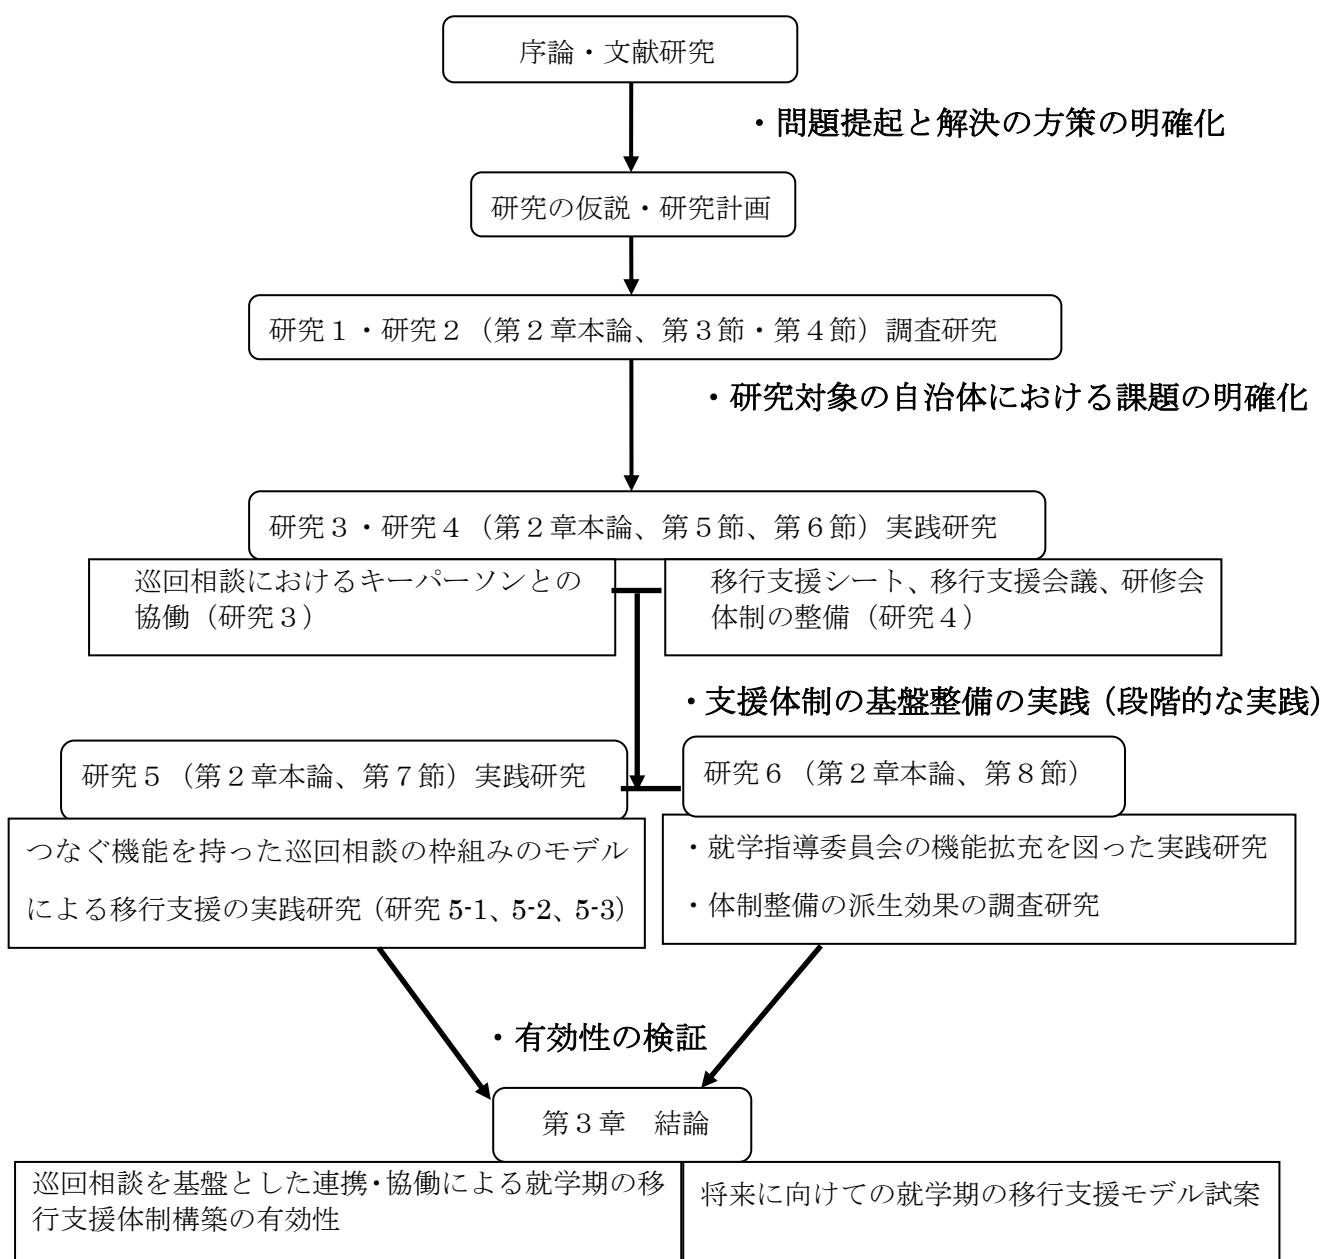 序論・文献研究
・問題提起と解決の方策の明確化
研究の仮説・研究計画
研究１・研究２（第２章本論、第３節・第４節）調査研究
・研究対象の自治体における課題の明確化
研究３・研究４（第２章本論、第５節、第６節）実践研究
巡回相談におけるキーパーソンとの
協働（研究３）
移行支援シート、移行支援会議、研修会
体制の整備（研究４）
・支援体制の基盤整備の実践（段階的な実践）
研究５（第２章本論、第７節）実践研究
つなぐ機能を持った巡回相談の枠組みのモデル
による移行支援の実践研究（研究 5-1、5-2、5-3）
研究６（第２章本論、第８節）
・就学指導委員会の機能拡充を図った実践研究
・体制整備の派生効果の調査研究
・有効性の検証
第３章　結論
巡回相談を基盤とした連携・協働による就学期の移
行支援体制構築の有効性
将来に向けての就学期の移行支援モデル試案